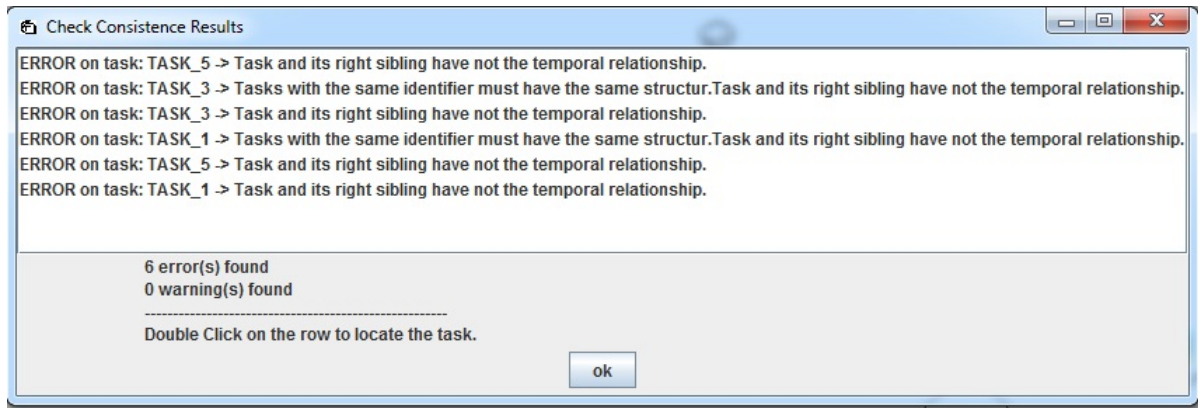 Check Consistence Results
ERROR on task: TASK_5 -> Task and its right sibling have not the temporal relationship.
ERROR on task: TASK_3 -> Tasks with the same identifier must have the same structur.Task and its right sibling have not the temporal relationship.
ERROR on task: TASK_3 -> Task and its right sibling have not the temporal relationship.
ERROR on task: TASK_1 -> Tasks with the same identifier must have the same structur.Task and its right sibling have not the temporal relationship.
ERROR on task: TASK_5 -> Task and its right sibling have not the temporal relationship.
ERROR on task: TASK_1 -> Task and its right sibling have not the temporal relationship.
6 error(s) found
0 warning(s) found
------------------------------------------------------
Double Click on the row to locate the task.
ok